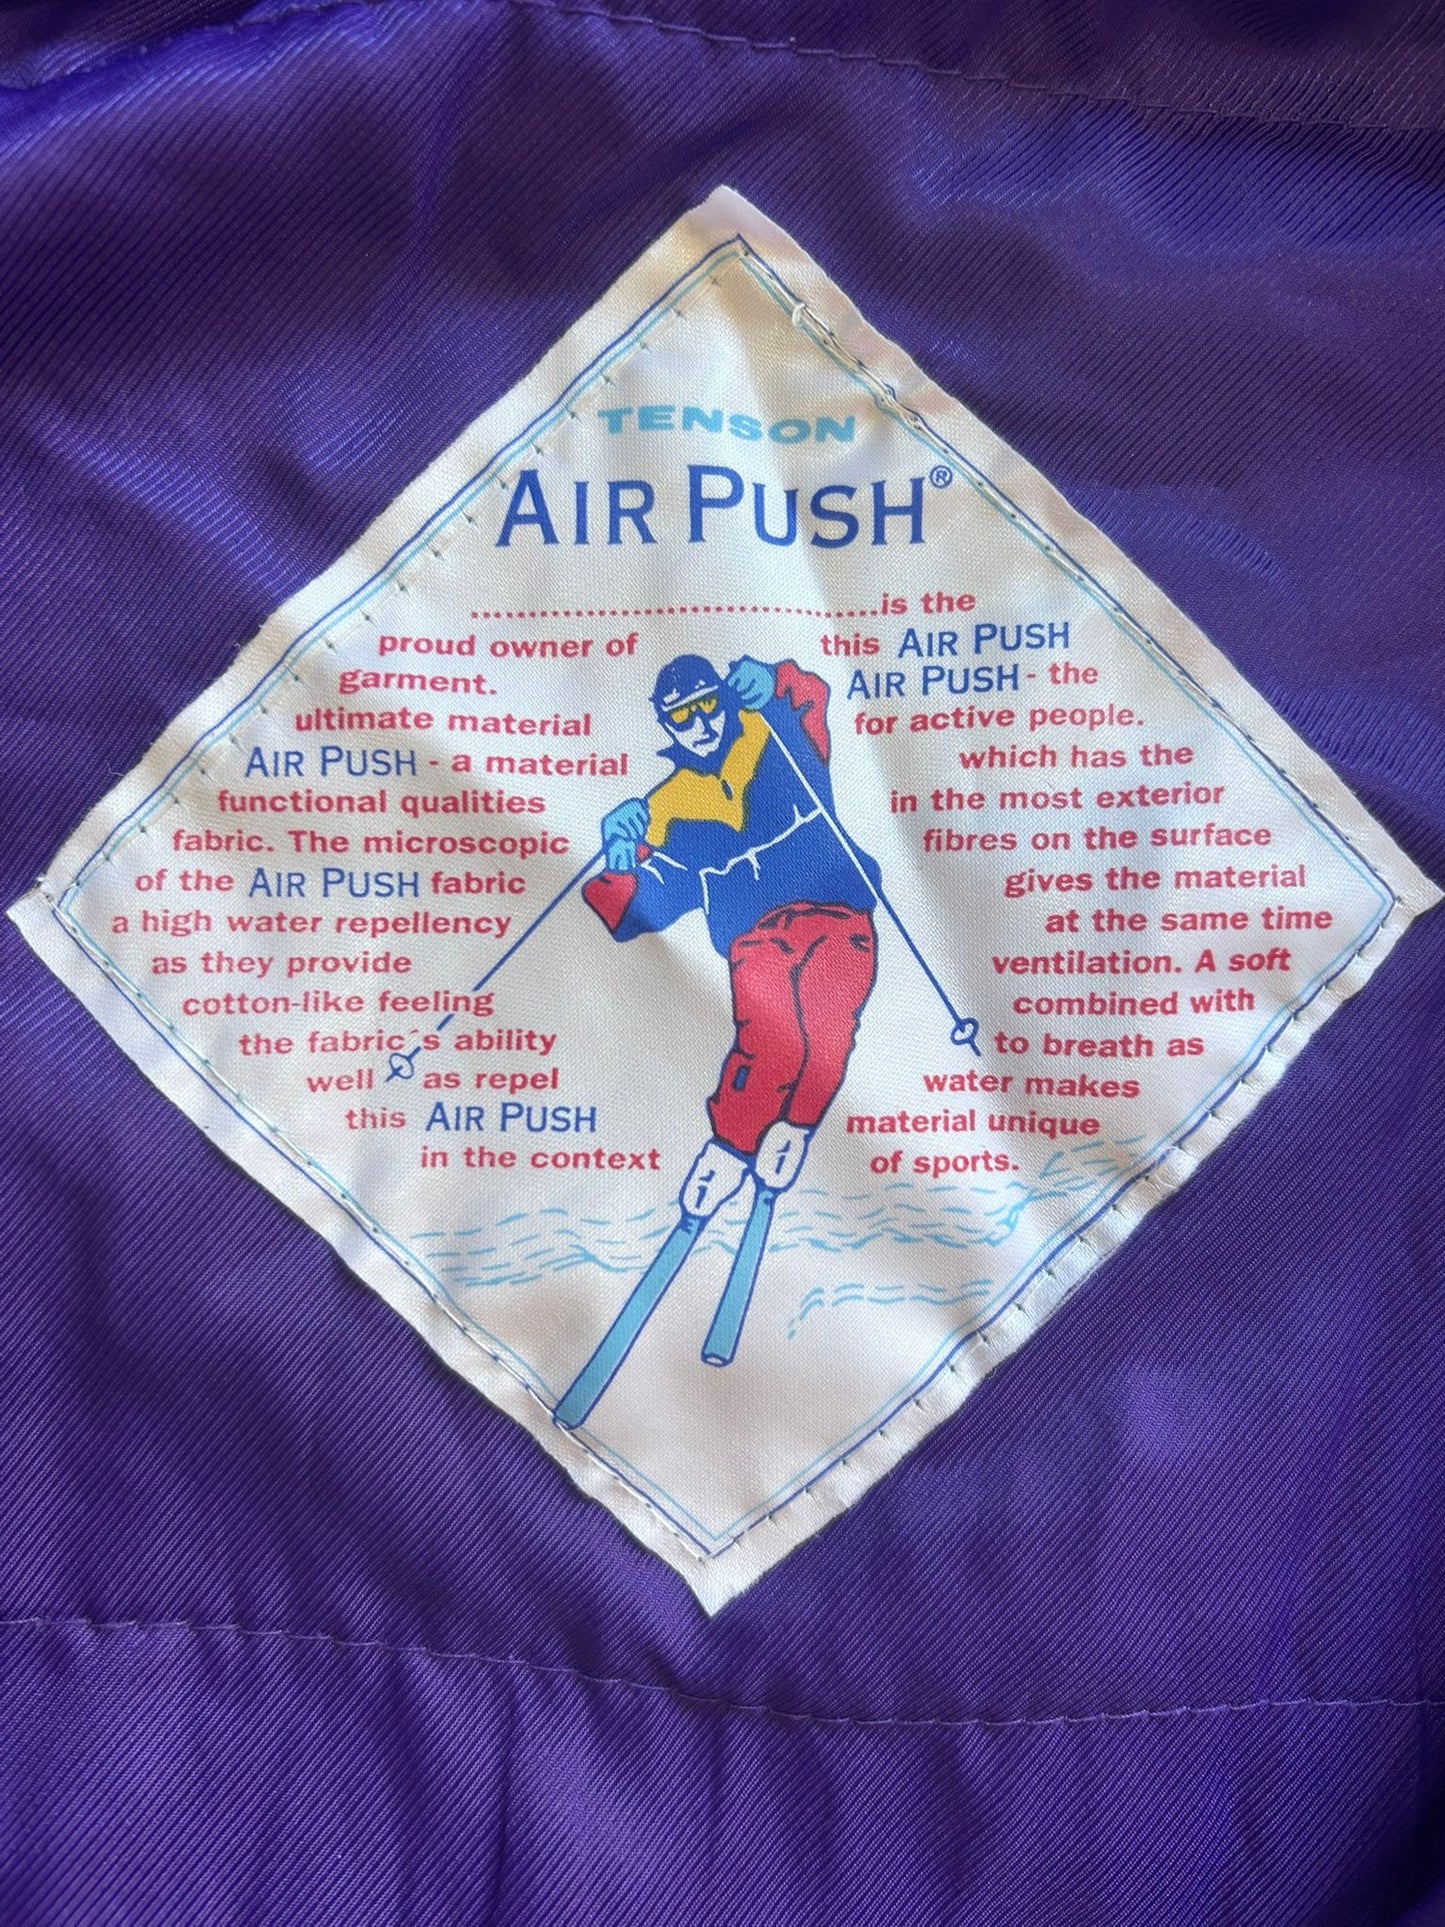 TENSON
AIR PUSH®
........................................is the
proud owner of this AIR PUSH
garment. AIR PUSH - the
ultimate material for active people.
AIR PUSH - a material which has the
functional qualities in the most exterior
fabric. The microscopic fibres on the surface
of the AIR PUSH fabric gives the material
a high water repellency at the same time
as they provide ventilation. A soft
cotton-like feeling combined with
the fabric´s ability to breath as
well as repel water makes
this AIR PUSH material unique
in the context of sports.